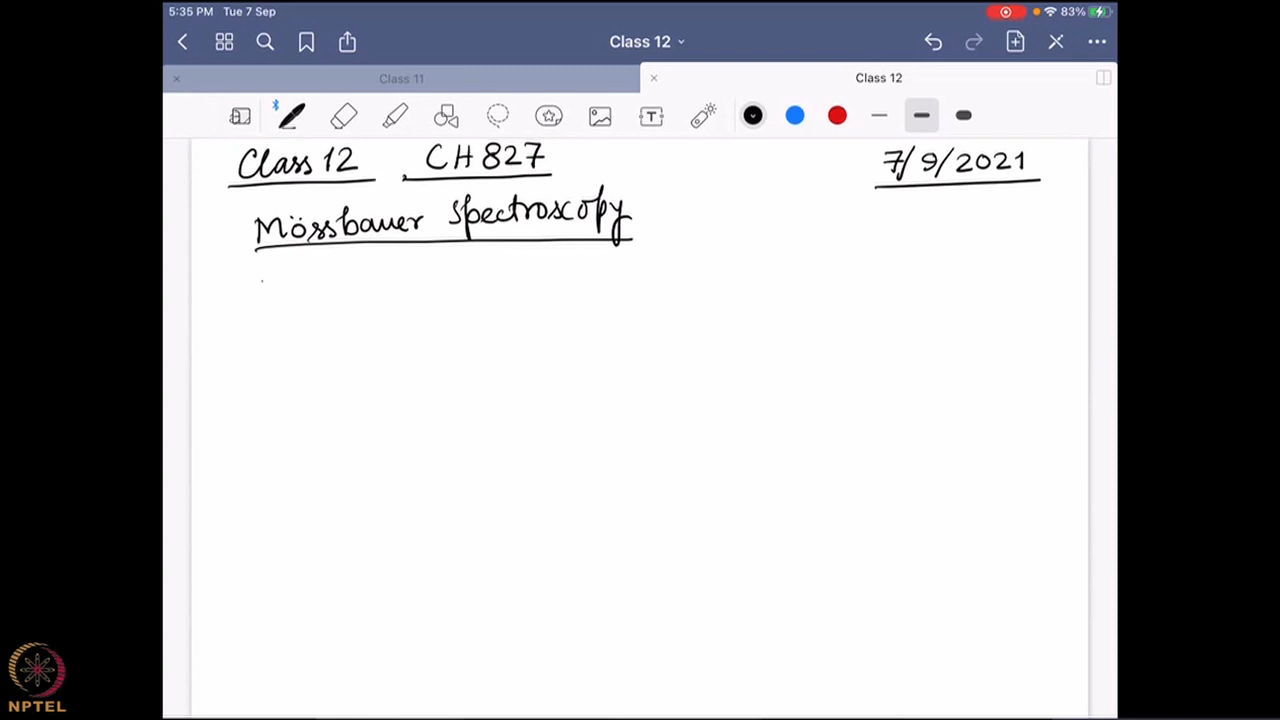 5:35 PM Tue 7 Sep 83%
Class 12
Class 11 Class 12
T
Class 12, CH 827 7/9/2021
Mössbauer Spectroscopy
NPTEL